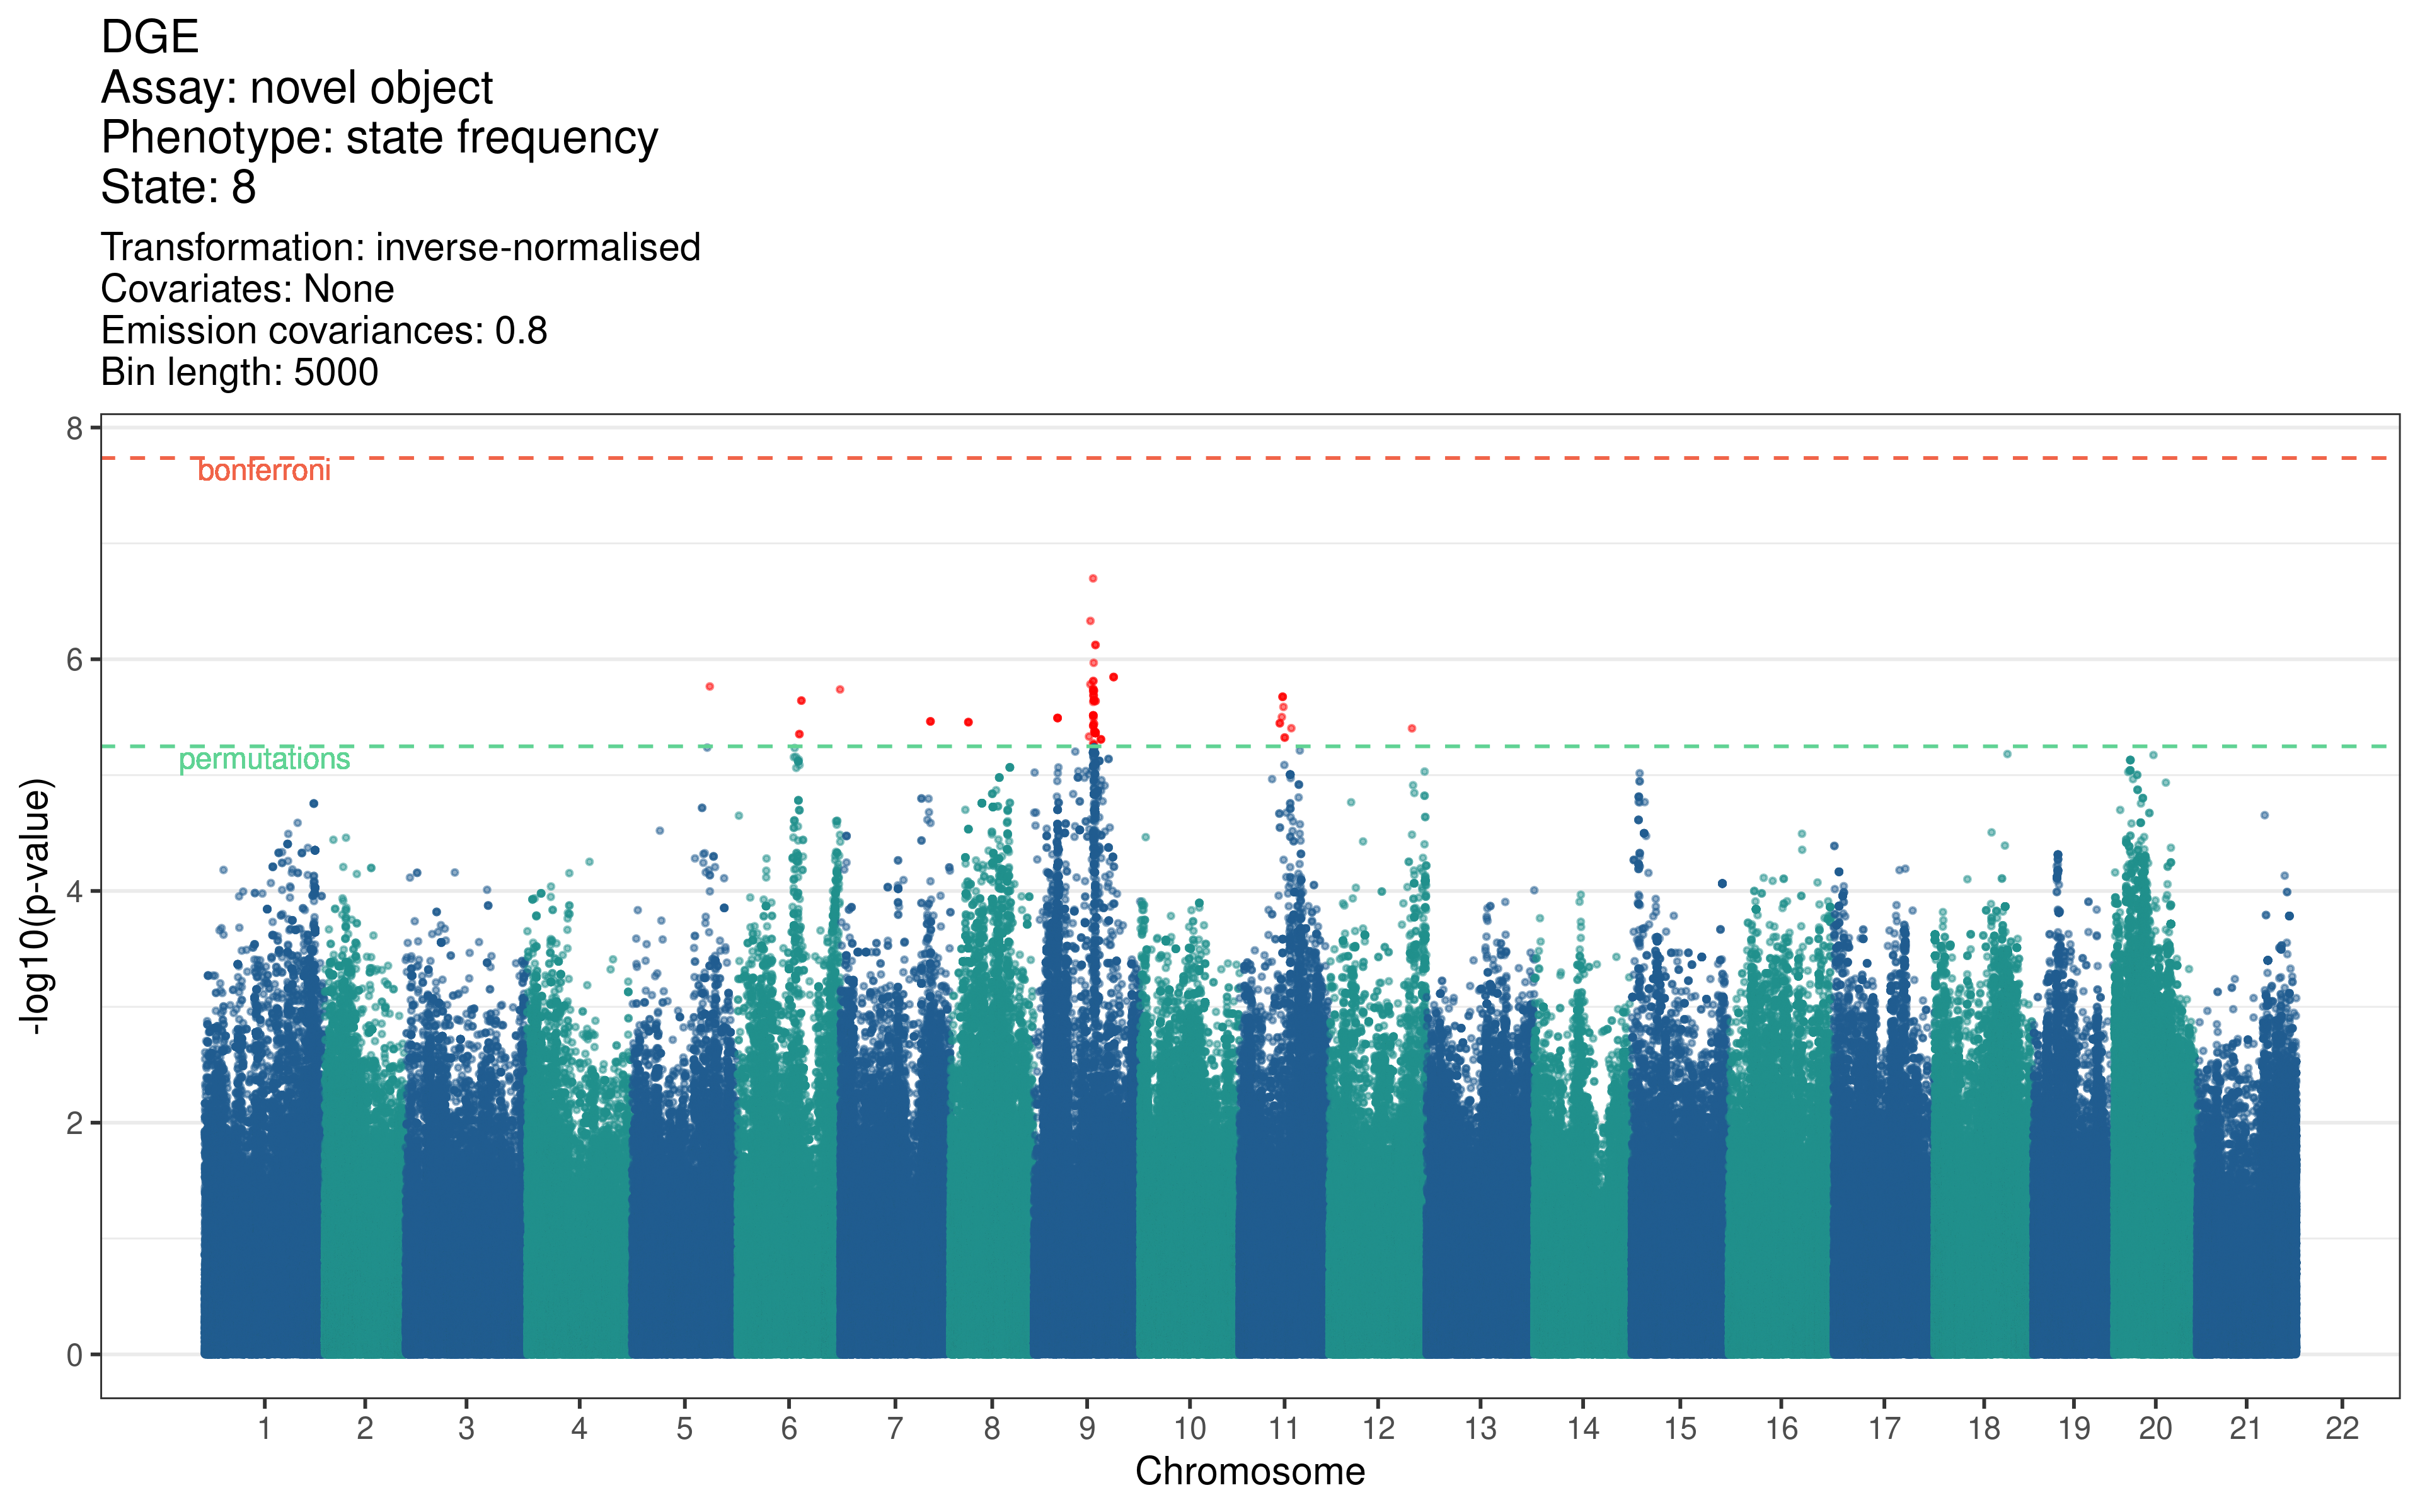 DGE
Assay: novel object
Phenotype: state frequency
State: 8
Transformation: inverse-normalised
Covariates: None
Emission covariances: 0.8
Bin length: 5000
8
bonferroni
6
permutations
4
2
0
-log10(p-value)
1 2 3 4 5 6 7 8 9 10 11 12 13 14 15 16 17 18 19 20 21 22
Chromosome